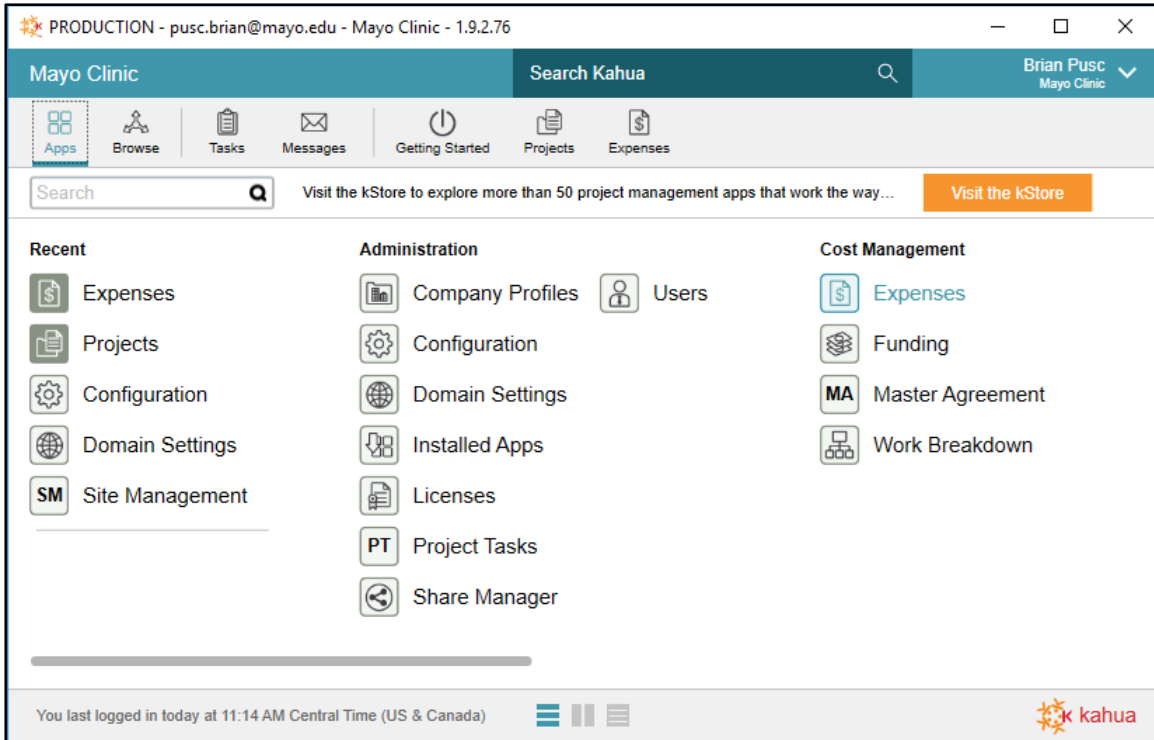 PRODUCTION - pusc.brian@mayo.edu - Mayo Clinic - 1.9.2.76
Mayo Clinic
Search Kahua
Brian Pusc
Mayo Clinic
Apps
Browse
Tasks
Messages
Getting Started
Projects
Expenses
Search
Visit the kStore to explore more than 50 project management apps that work the way...
Visit the kStore
Recent
Expenses
Projects
Configuration
Domain Settings
SM Site Management
Administration
Company Profiles
Users
Configuration
Domain Settings
Installed Apps
Licenses
PT Project Tasks
Share Manager
Cost Management
Expenses
Funding
MA Master Agreement
Work Breakdown
You last logged in today at 11:14 AM Central Time (US & Canada)
kahua